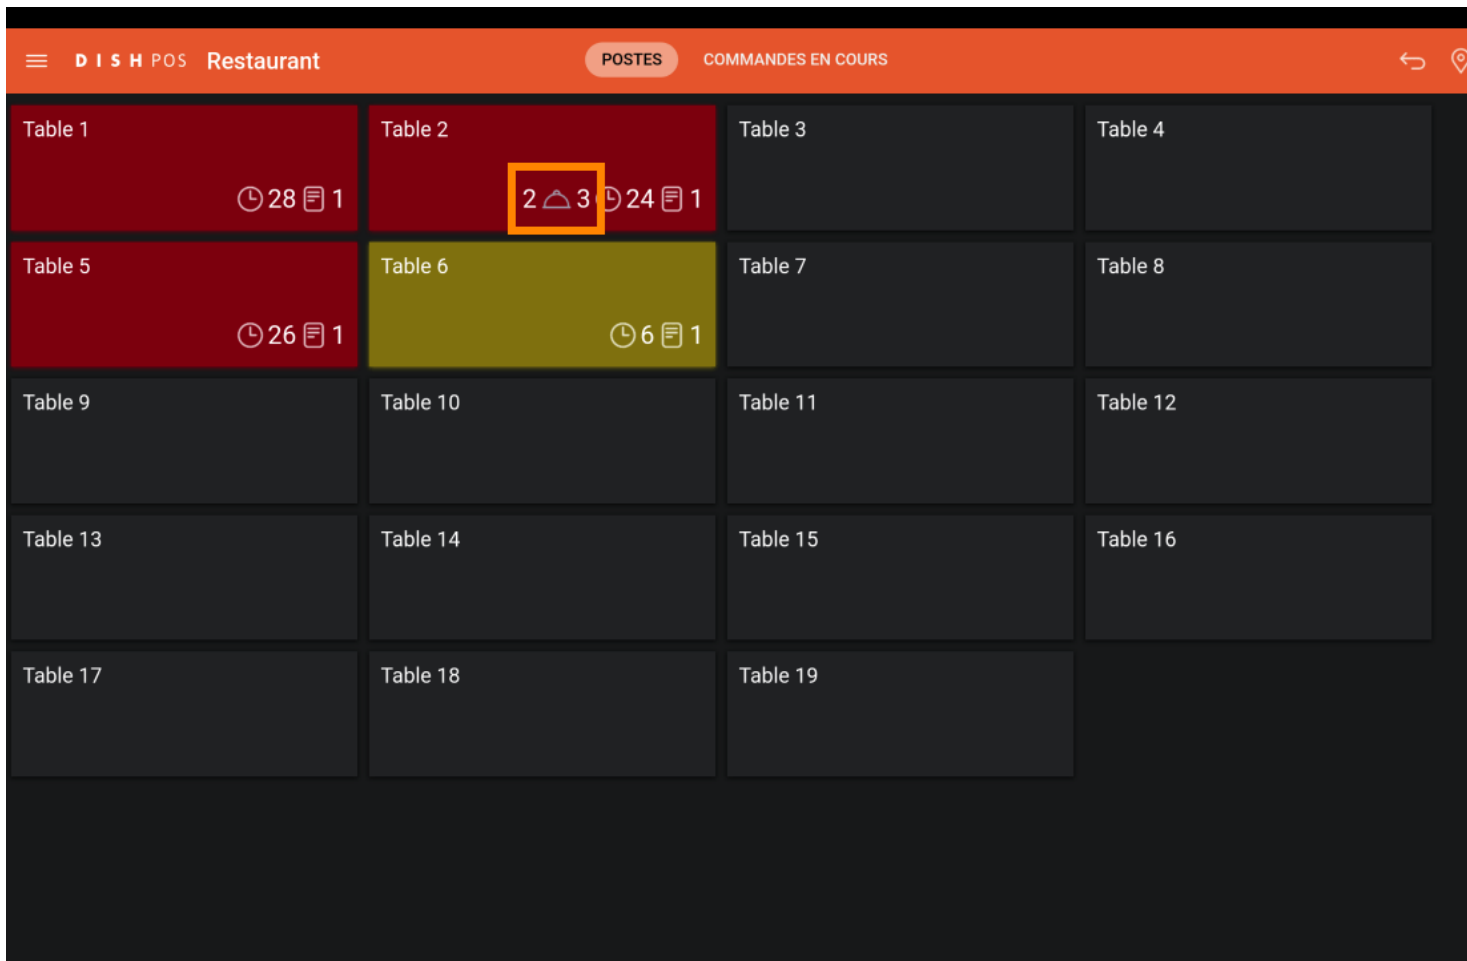 DISH POS Restaurant POSTES COMMANDES EN COURS
Table 1 Table 2 Table 3 Table 4
28 1 2 3 24 1
Table 5 Table 6 Table 7 Table 8
26 1 6 1
Table 9 Table 10 Table 11 Table 12
Table 13 Table 14 Table 15 Table 16
Table 17 Table 18 Table 19